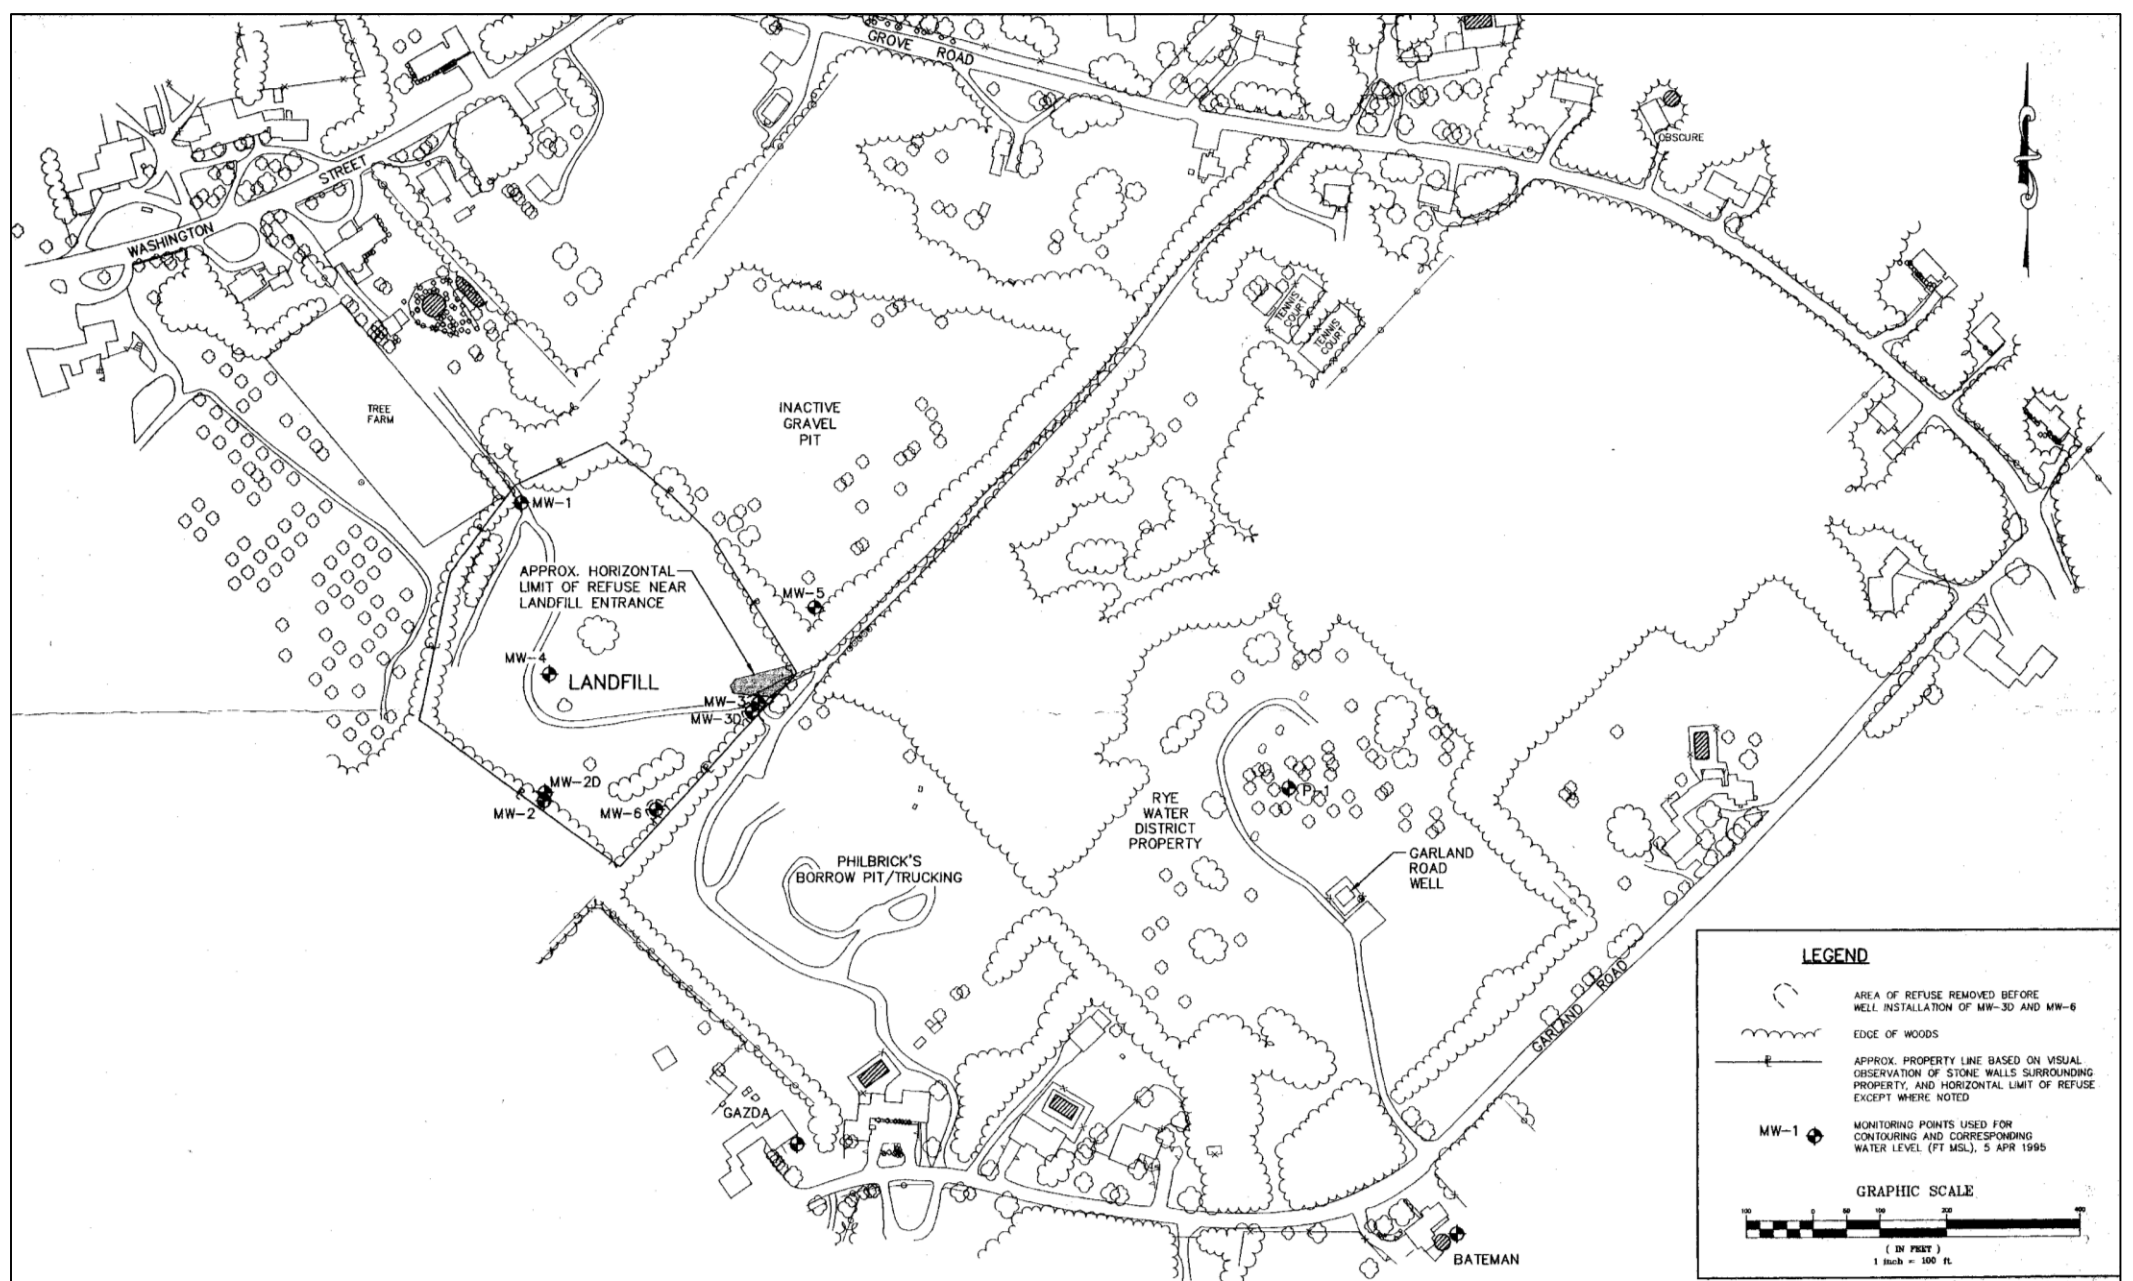 GROVE ROAD
OBSCURE
STREET
WASHINGTON
TENNIS
COURT
TENNIS
COURT
TREE
FARM
INACTIVE
GRAVEL
PIT
MW-1
APPROX. HORIZONTAL
LIMIT OF REFUSE NEAR
LANDFILL ENTRANCE
MW-5
MW-4
LANDFILL
MW-3
MW-3D
MW-2D
MW-2
MW-6
P-1
RYE
WATER
DISTRICT
PROPERTY
PHILBRICK'S
BORROW PIT/TRUCKING
GARLAND
ROAD
WELL
GARLAND ROAD
GAZDA
BATEMAN
LEGEND
AREA OF REFUSE REMOVED BEFORE
WELL INSTALLATION OF MW-3D AND MW-6
EDGE OF WOODS
APPROX. PROPERTY LINE BASED ON VISUAL
OBSERVATION OF STONE WALLS SURROUNDING
PROPERTY, AND HORIZONTAL LIMIT OF REFUSE
EXCEPT WHERE NOTED
MW-1
MONITORING POINTS USED FOR
CONTOURING AND CORRESPONDING
WATER LEVEL (FT MSL), 5 APR 1995
GRAPHIC SCALE
100 0 50 100 200 400
( IN FEET )
1 inch = 100 ft.